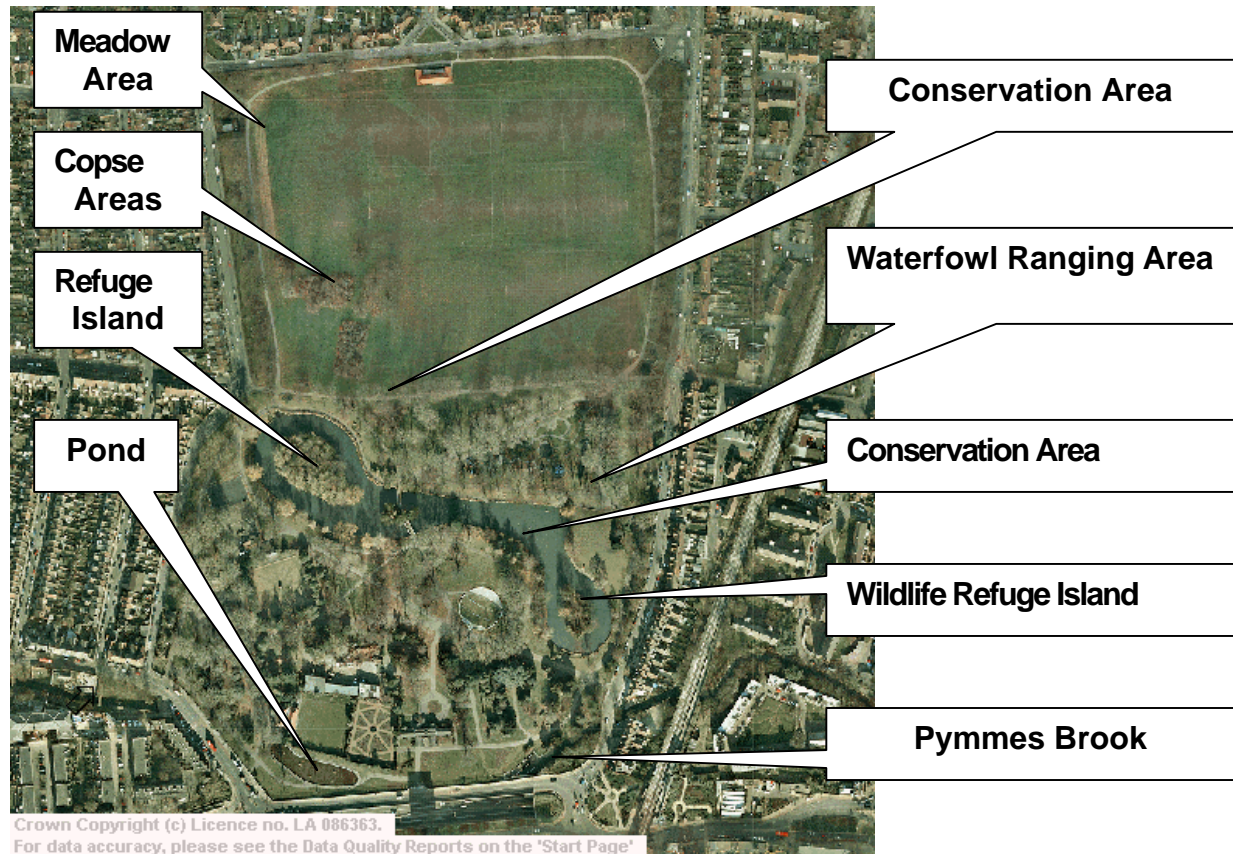 Meadow
Area
Copse
Areas
Refuge
Island
Pond
Conservation Area
Waterfowl Ranging Area
Conservation Area
Wildlife Refuge Island
Pymmes Brook
Crown Copyright (c) Licence no. LA 086363.
For data accuracy, please see the Data Quality Reports on the 'Start Page'